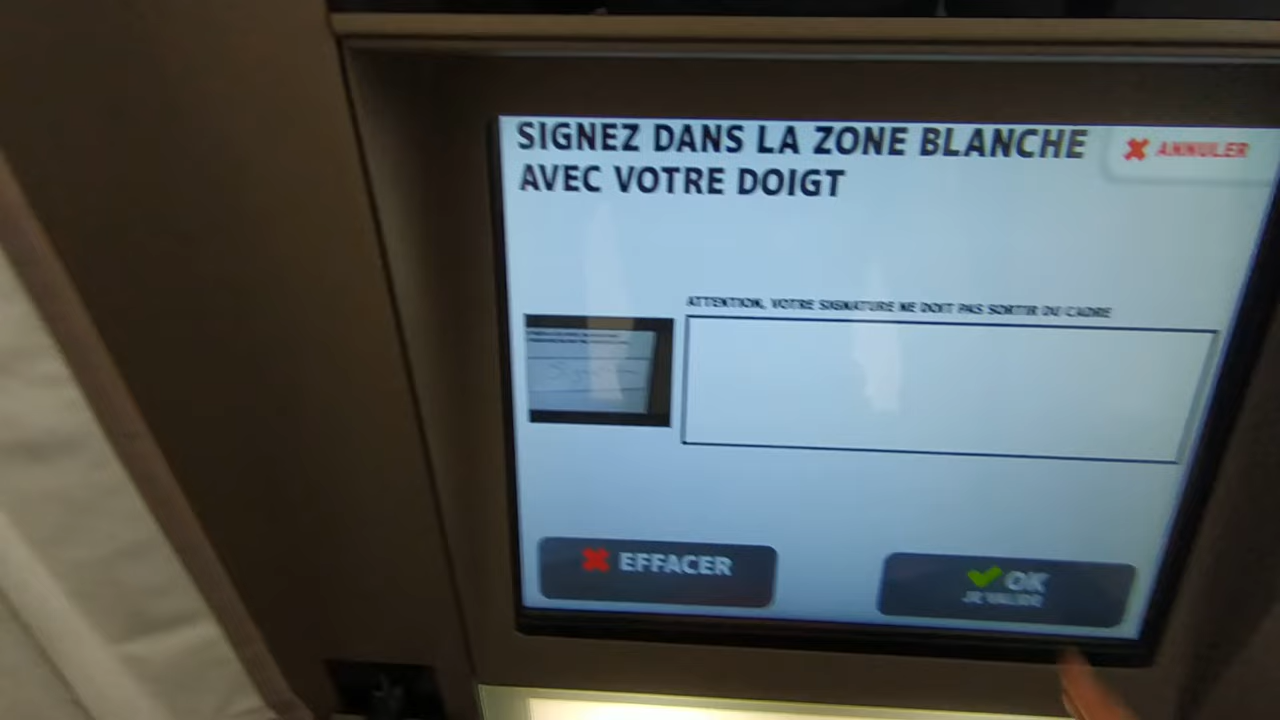 SIGNEZ DANS LA ZONE BLANCHE
AVEC VOTRE DOIGT
ANNULER
ATTENTION, VOTRE SIGNATURE NE DOIT PAS SORTIR DU CADRE
EFFACER
OK
JE VALIDE